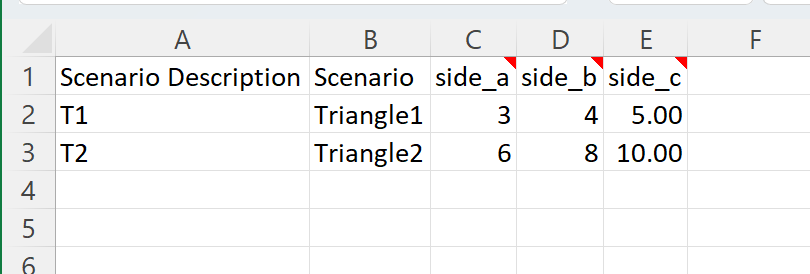 A B C D E F
1 Scenario Description Scenario side_a side_b side_c
2 T1 Triangle1 3 4 5.00
3 T2 Triangle2 6 8 10.00
4
5
6